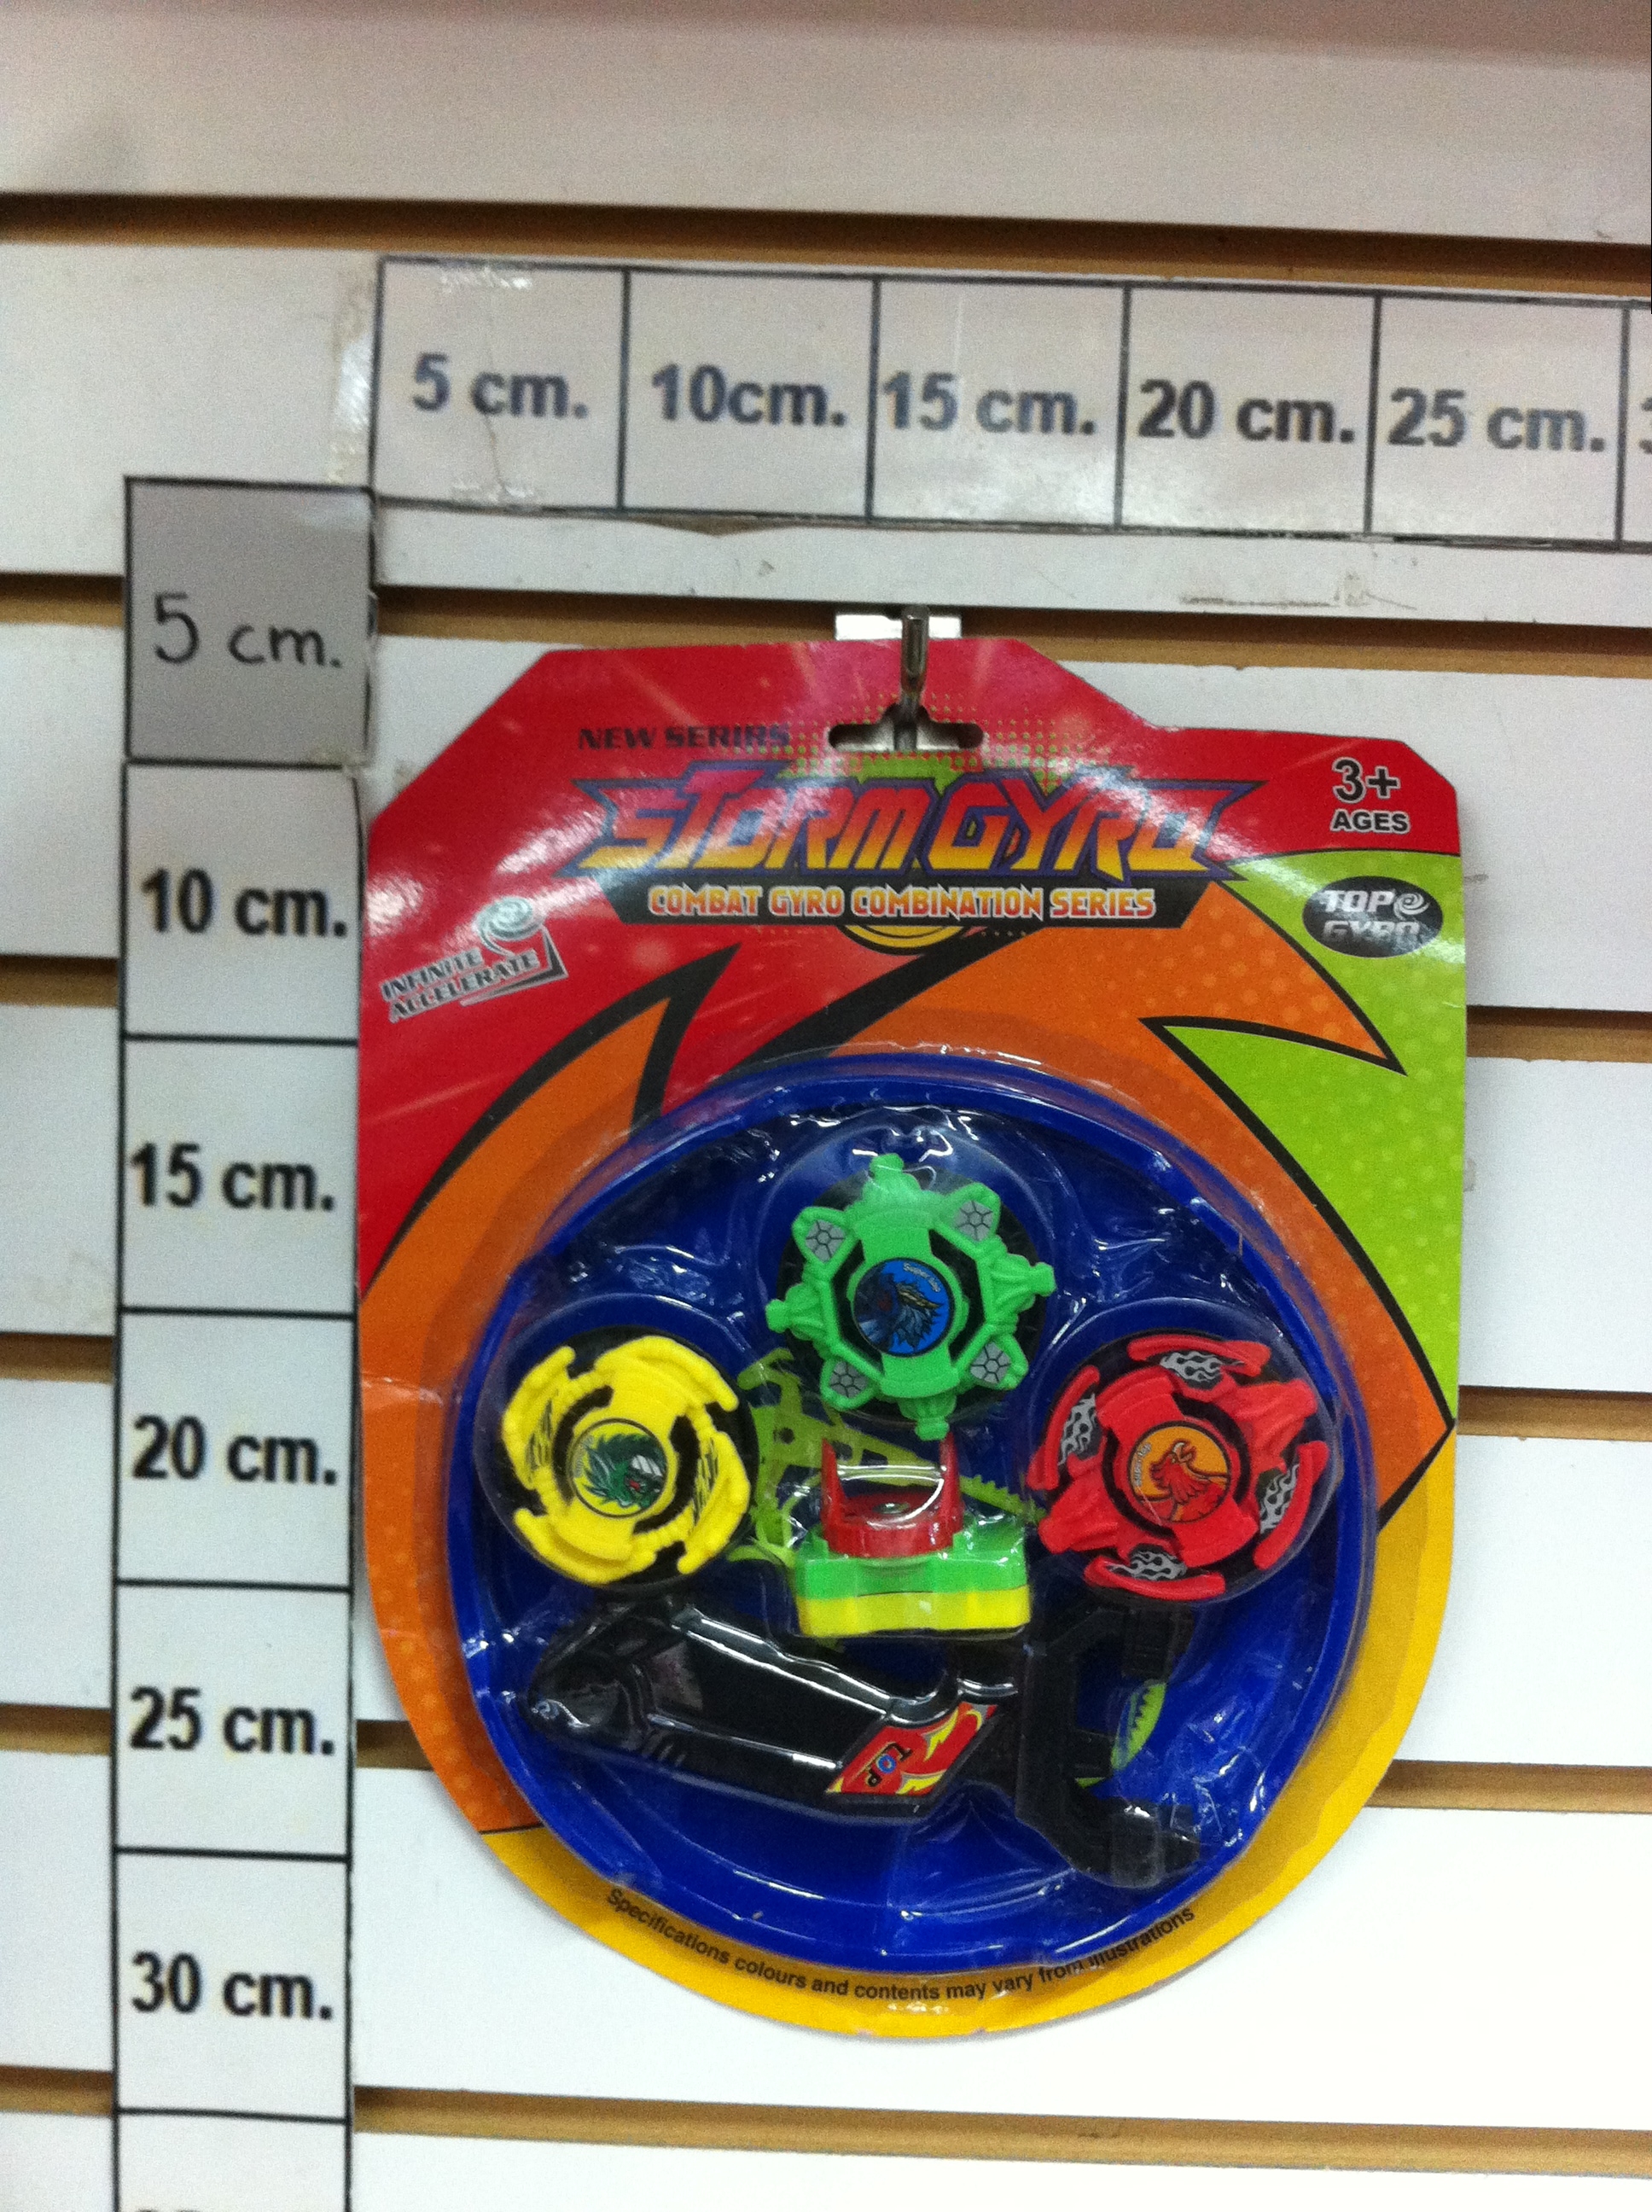 5 cm.
10cm.
15 cm.
20 cm.
25 cm.
5 cm.
10 cm.
15 cm.
20 cm.
25 cm.
30 cm.
NEW SERIRS
STORM GYRO
COMBAT GYRO COMBINATION SERIES
3+
AGES
TOP
GYRO
INFINITE
ACCELERATE
TOP
Specifications colours and contents may vary from illustrations